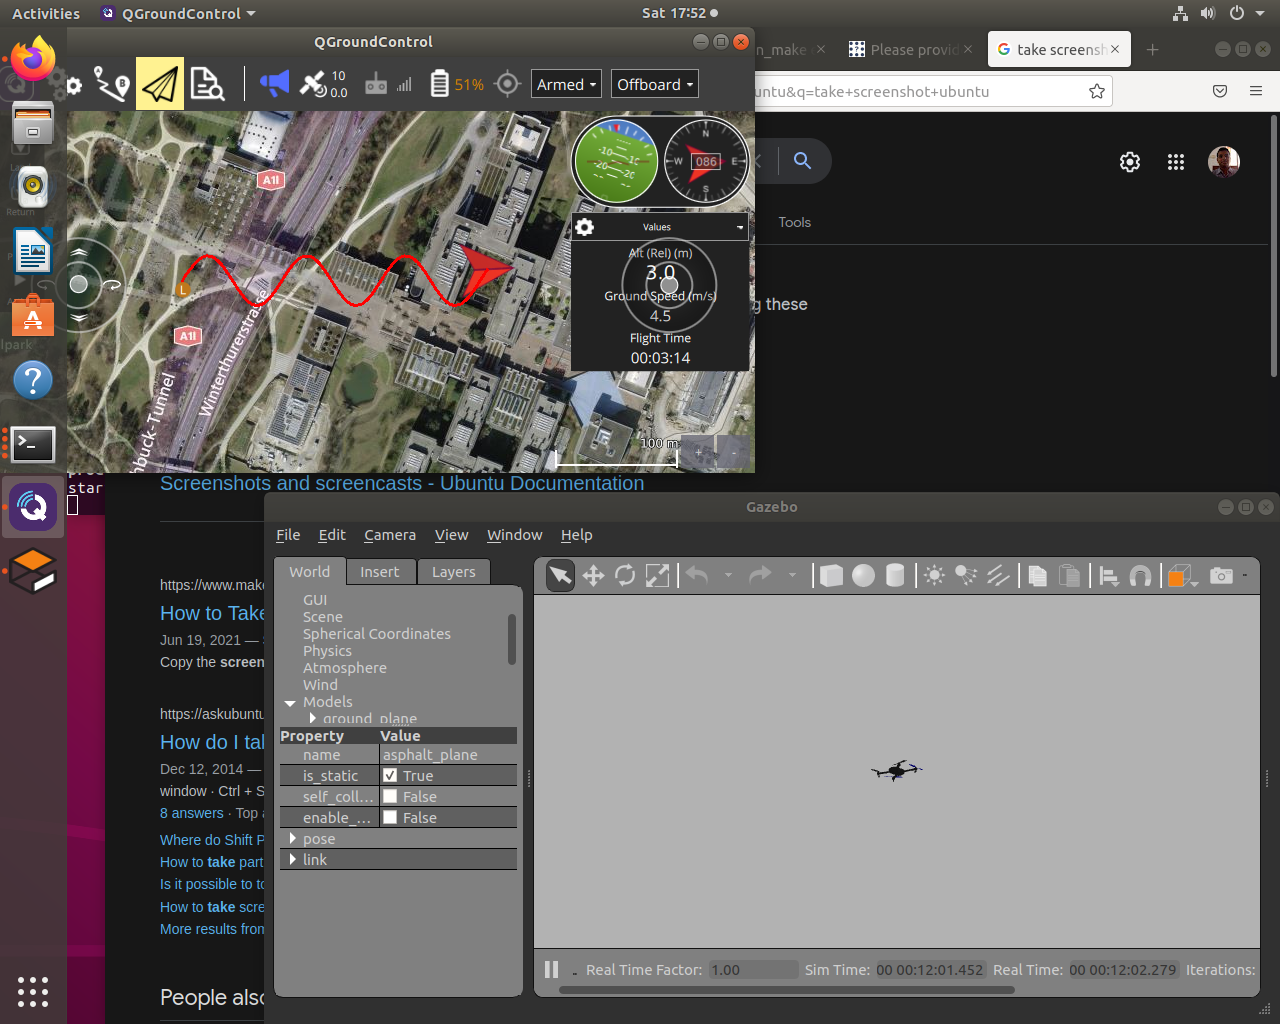 Activities
QGroundControl
Sat 17:52
QGroundControl
n_make
Please provid
take screensh
10
0.0
51%
Armed
Offboard
untu&q=take+screenshot+ubuntu
A1l
N
W
E
S
086
-10
-20
Return
Values
Alt (Rel) (m)
3.0
Ground Speed (m/s)
4.5
Flight Time
00:03:14
Tools
g these
L
A1l
Winterthurerstrasse
hbuck-Tunnel
lpark
100 m
+
-
star
Screenshots and screencasts - Ubuntu Documentation
Gazebo
File Edit Camera View Window Help
World
Insert
Layers
GUI
Scene
Spherical Coordinates
Physics
Atmosphere
Wind
Models
ground_plane
Property Value
name asphalt_plane
is_static True
self_coll... False
enable_... False
pose
link
https://www.make
How to Take
Jun 19, 2021 —
Copy the screen
https://askubuntu
How do I tak
Dec 12, 2014 —
window · Ctrl + S
8 answers · Top a
Where do Shift P
How to take part
Is it possible to to
How to take scre
More results from
People also
Real Time Factor: 1.00 Sim Time: 00 00:12:01.452 Real Time: 00 00:12:02.279 Iterations: